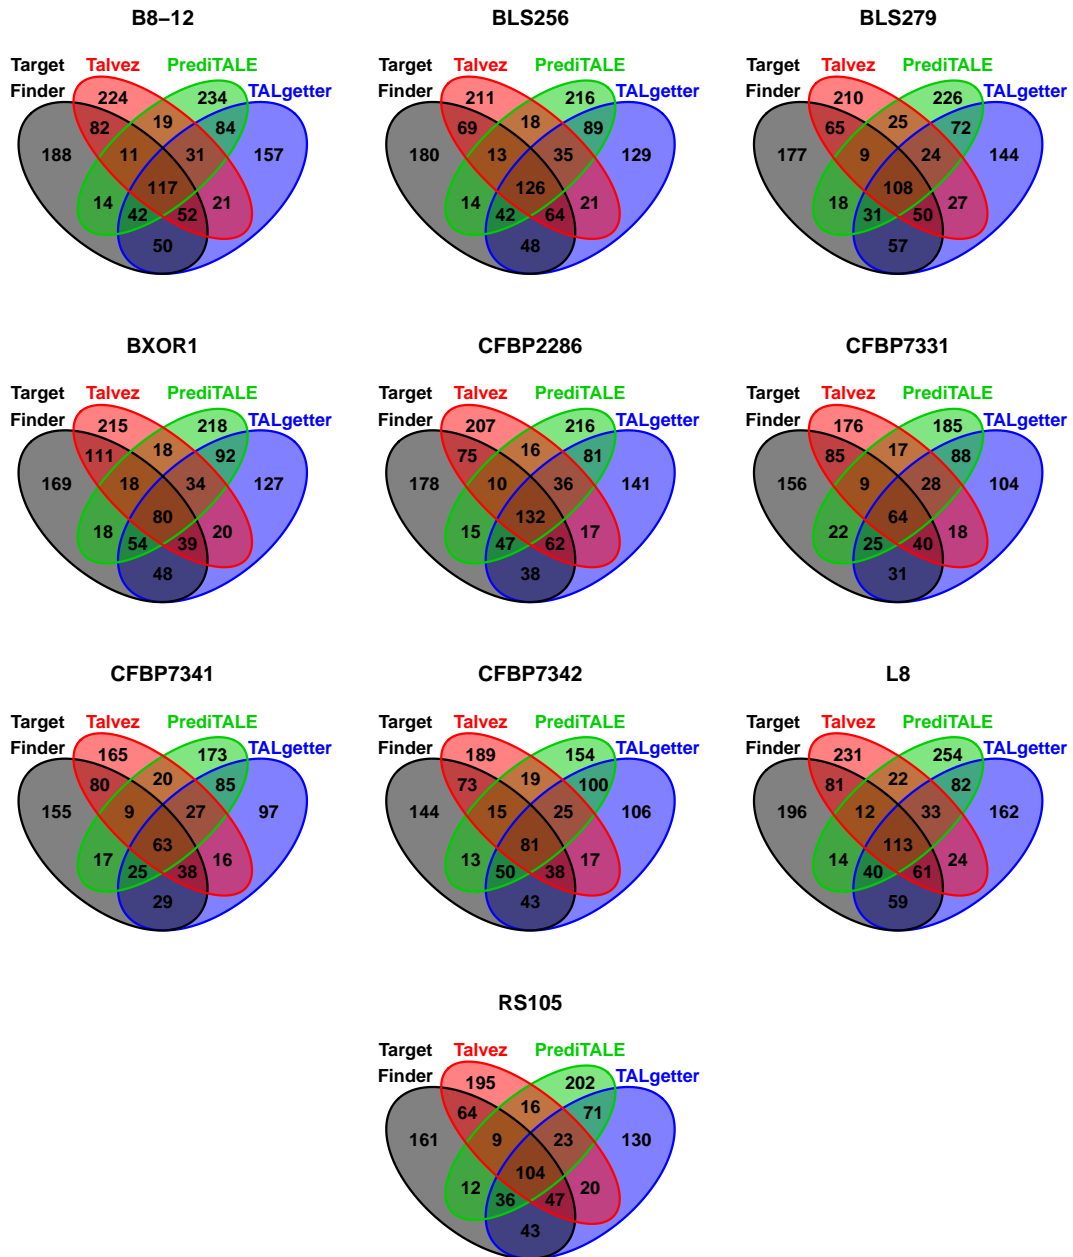 B8–12
Target Talvez PrediTALE
Finder TALgetter
224 234
82 19 84
188 11 31 157
117
14 42 52 21
50
BLS256
Target Talvez PrediTALE
Finder TALgetter
211 216
69 18 89
180 13 35 129
126
14 42 64 21
48
BLS279
Target Talvez PrediTALE
Finder TALgetter
210 226
65 25 72
177 9 24 144
108
18 31 50 27
57
BXOR1
Target Talvez PrediTALE
Finder TALgetter
215 218
111 18 92
169 18 34 127
80
18 54 39 20
48
CFBP2286
Target Talvez PrediTALE
Finder TALgetter
207 216
75 16 81
178 10 36 141
132
15 47 62 17
38
CFBP7331
Target Talvez PrediTALE
Finder TALgetter
176 185
85 17 88
156 9 28 104
64
22 25 40 18
31
CFBP7341
Target Talvez PrediTALE
Finder TALgetter
165 173
80 20 85
155 9 27 97
63
17 25 38 16
29
CFBP7342
Target Talvez PrediTALE
Finder TALgetter
189 154
73 19 100
144 15 25 106
81
13 50 38 17
43
L8
Target Talvez PrediTALE
Finder TALgetter
231 254
81 22 82
196 12 33 162
113
14 40 61 24
59
RS105
Target Talvez PrediTALE
Finder TALgetter
195 202
64 16 71
161 9 23 130
104
12 36 47 20
43